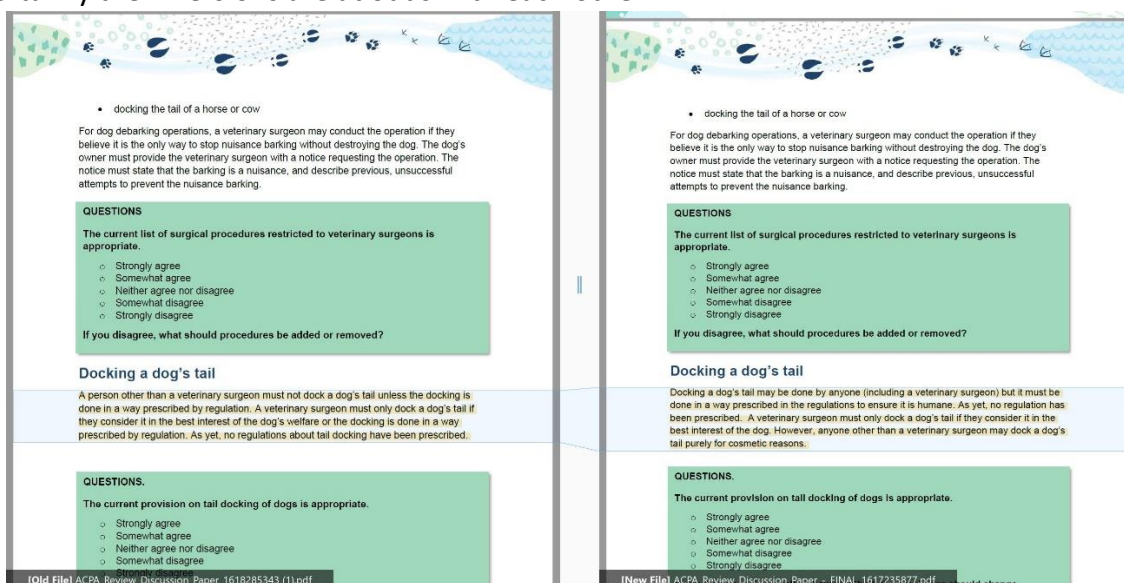 docking the tail of a horse or cow
For dog debarking operations, a veterinary surgeon may conduct the operation if they
believe it is the only way to stop nuisance barking without destroying the dog. The dog's
owner must provide the veterinary surgeon with a notice requesting the operation. The
notice must state that the barking is a nuisance, and describe previous, unsuccessful
attempts to prevent the nuisance barking.
QUESTIONS
The current list of surgical procedures restricted to veterinary surgeons is
appropriate.
Strongly agree
Somewhat agree
Neither agree nor disagree
Somewhat disagree
Strongly disagree
If you disagree, what should procedures be added or removed?
Docking a dog's tail
A person other than a veterinary surgeon must not dock a dog's tail unless the docking is
done in a way prescribed by regulation. A veterinary surgeon must only dock a dog's tail if
they consider it in the best interest of the dog's welfare or the docking is done in a way
prescribed by regulation. As yet, no regulations about tail docking have been prescribed.
QUESTIONS.
The current provision on tail docking of dogs is appropriate.
Strongly agree
Somewhat agree
Neither agree nor disagree
Somewhat disagree
Strongly disagree
[Old File] ACPA_Review_Discussion_Paper_1618285343 (1).pdf
docking the tail of a horse or cow
For dog debarking operations, a veterinary surgeon may conduct the operation if they
believe it is the only way to stop nuisance barking without destroying the dog. The dog's
owner must provide the veterinary surgeon with a notice requesting the operation. The
notice must state that the barking is a nuisance, and describe previous, unsuccessful
attempts to prevent the nuisance barking.
QUESTIONS
The current list of surgical procedures restricted to veterinary surgeons is
appropriate.
Strongly agree
Somewhat agree
Neither agree nor disagree
Somewhat disagree
Strongly disagree
If you disagree, what should procedures be added or removed?
Docking a dog's tail
Docking a dog's tail may be done by anyone (including a veterinary surgeon) but it must be
done in a way prescribed in the regulations to ensure it is humane. As yet, no regulation has
been prescribed. A veterinary surgeon must only dock a dog's tail if they consider it in the
best interest of the dog. However, anyone other than a veterinary surgeon may dock a dog's
tail purely for cosmetic reasons.
QUESTIONS.
The current provision on tail docking of dogs is appropriate.
Strongly agree
Somewhat agree
Neither agree nor disagree
Somewhat disagree
Strongly disagree
[New File] ACPA_Review_Discussion_Paper_-_FINAL_1617235877.pdf